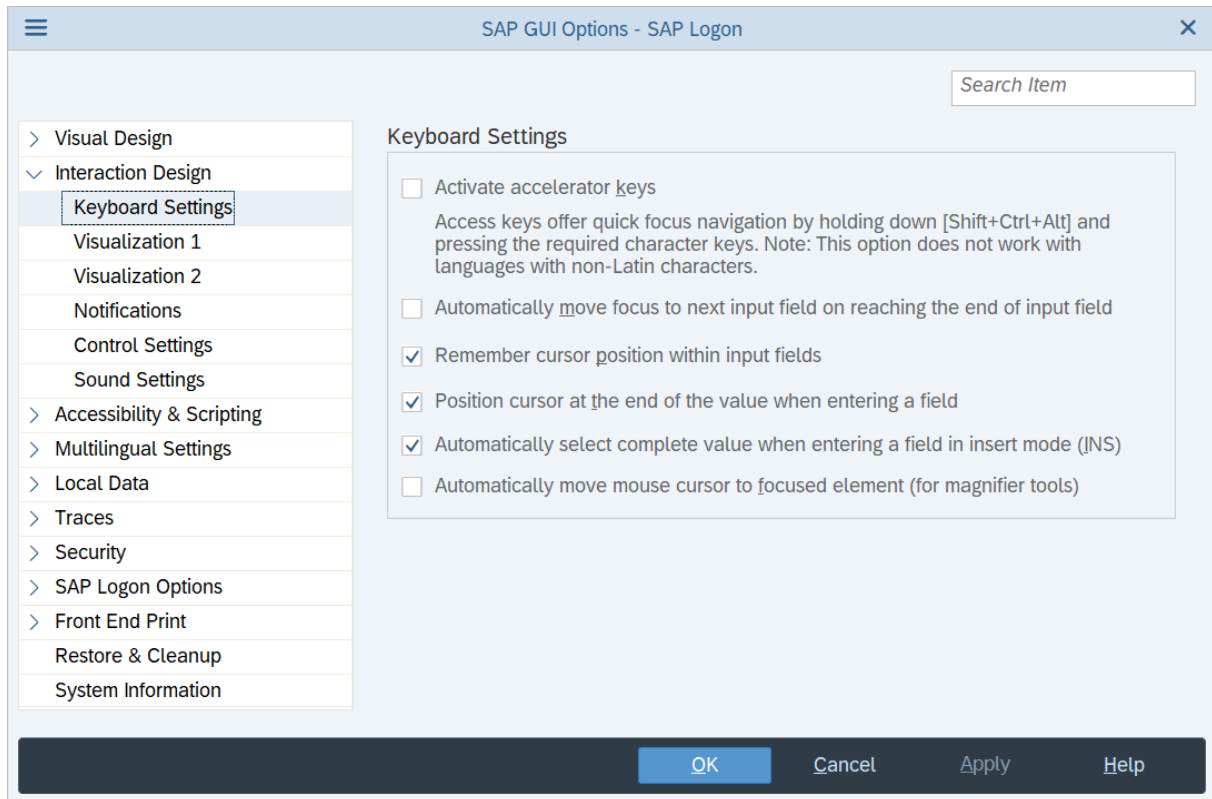 SAP GUI Options - SAP Logon
Search Item
Visual Design
Interaction Design
Keyboard Settings
Visualization 1
Visualization 2
Notifications
Control Settings
Sound Settings
Accessibility & Scripting
Multilingual Settings
Local Data
Traces
Security
SAP Logon Options
Front End Print
Restore & Cleanup
System Information
Keyboard Settings
Activate accelerator keys
Access keys offer quick focus navigation by holding down [Shift+Ctrl+Alt] and
pressing the required character keys. Note: This option does not work with
languages with non-Latin characters.
Automatically move focus to next input field on reaching the end of input field
Remember cursor position within input fields
Position cursor at the end of the value when entering a field
Automatically select complete value when entering a field in insert mode (INS)
Automatically move mouse cursor to focused element (for magnifier tools)
OK
Cancel
Apply
Help